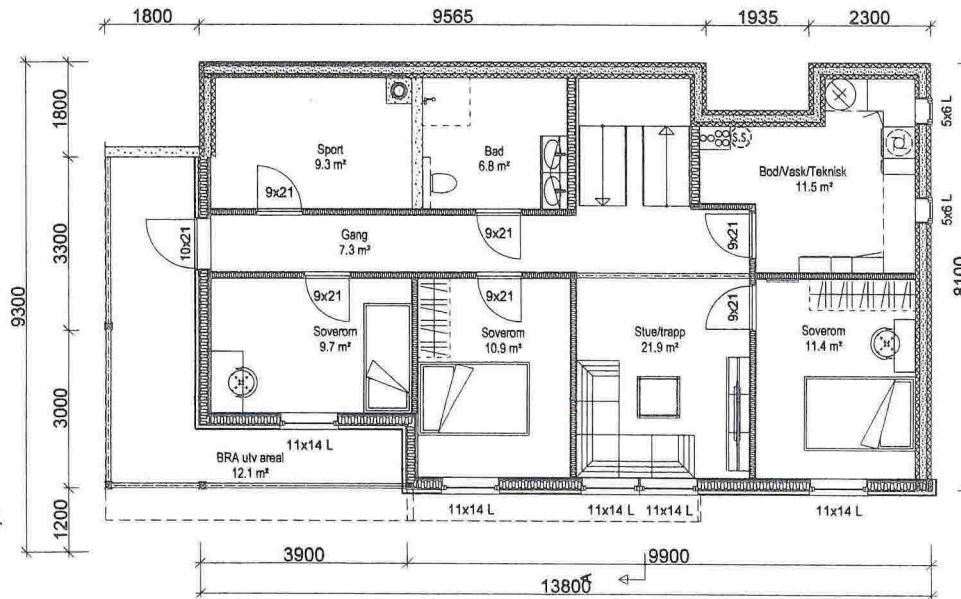 1800
9565
1935
2300
1800
3300
3000
1200
9300
8100
5x6 L
5x6 L
Sport
9.3 m²
Bad
6.8 m²
S.S.
Bod/Vask/Teknisk
11.5 m²
9x21
9x21
9x21
10x21
Gang
7.3 m²
9x21
9x21
9x21
Soverom
9.7 m²
Soverom
10.9 m²
Stue/trapp
21.9 m²
Soverom
11.4 m²
11x14 L
BRA utv areal
12.1 m²
11x14 L
11x14 L
11x14 L
11x14 L
3900
9900
13800
A